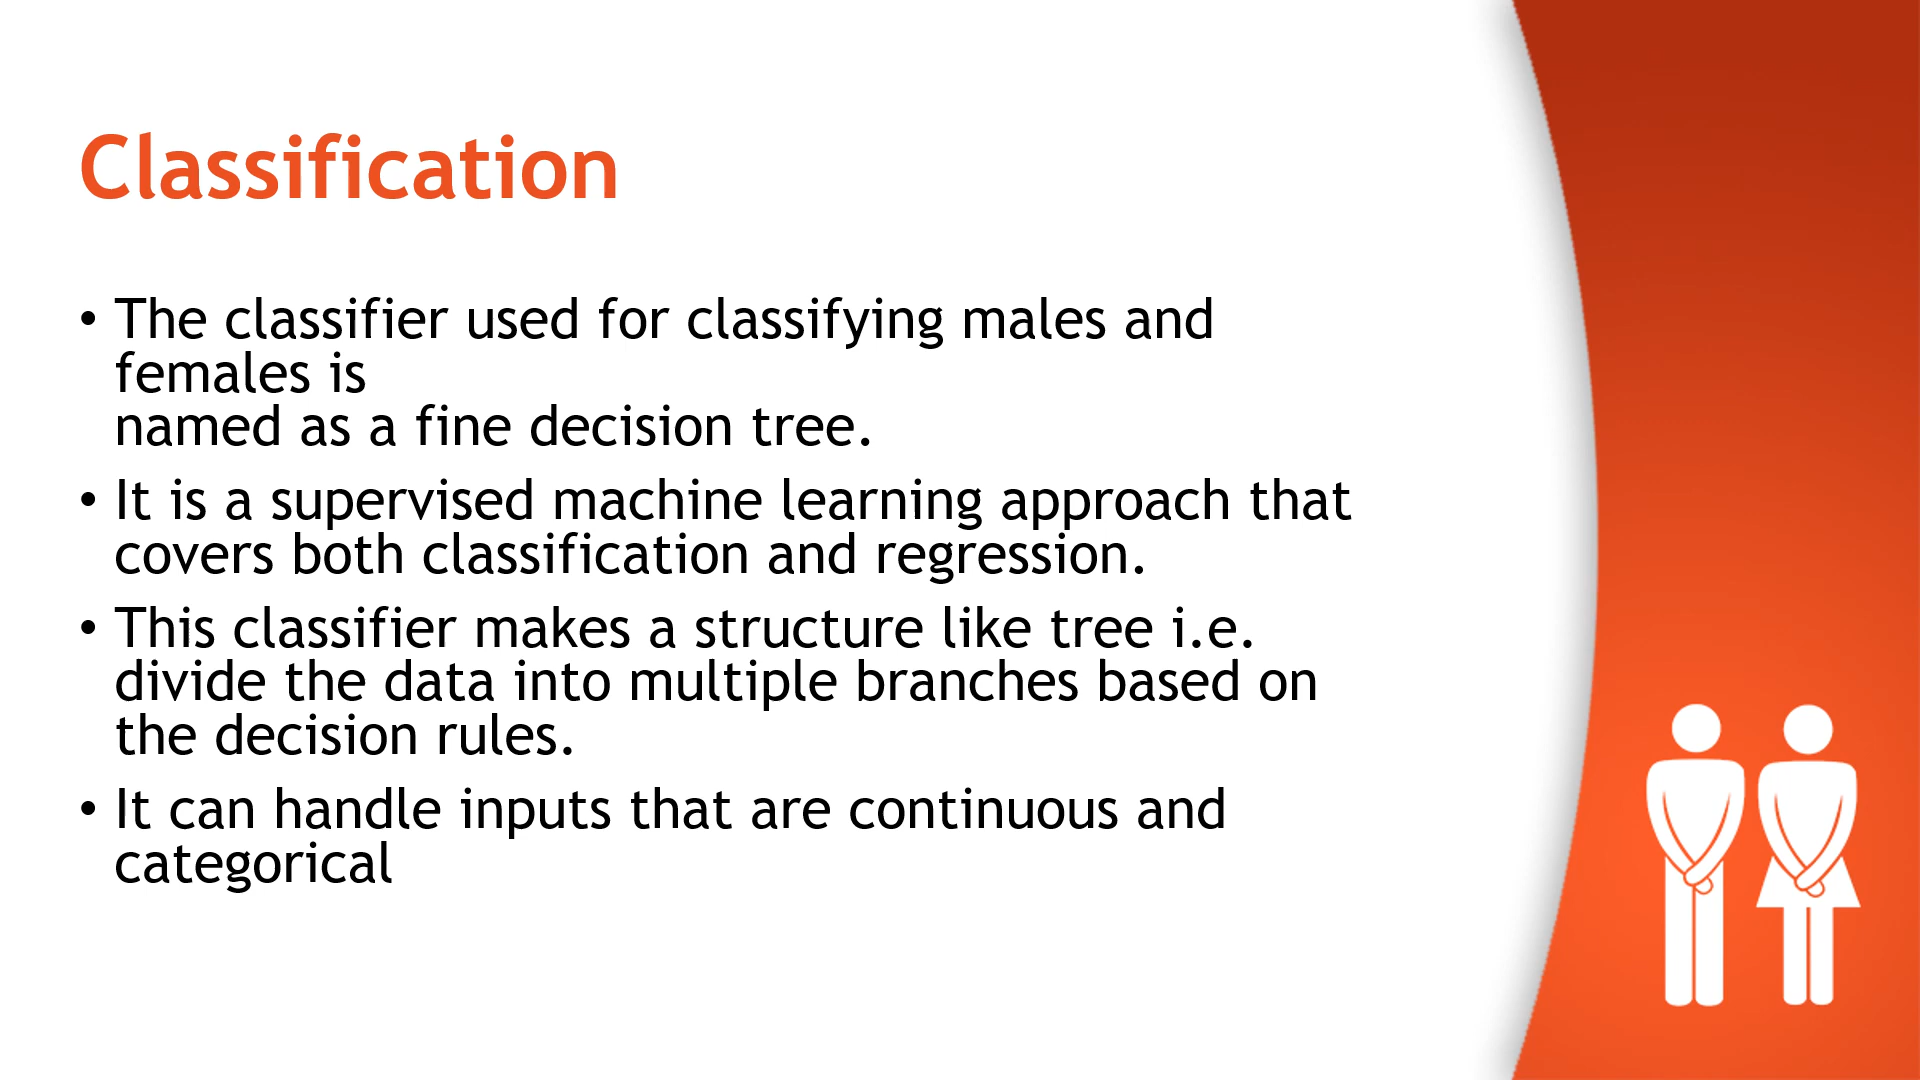 Classification
• The classifier used for classifying males and
females is
named as a fine decision tree.
• It is a supervised machine learning approach that
covers both classification and regression.
• This classifier makes a structure like tree i.e.
divide the data into multiple branches based on
the decision rules.
• It can handle inputs that are continuous and
categorical